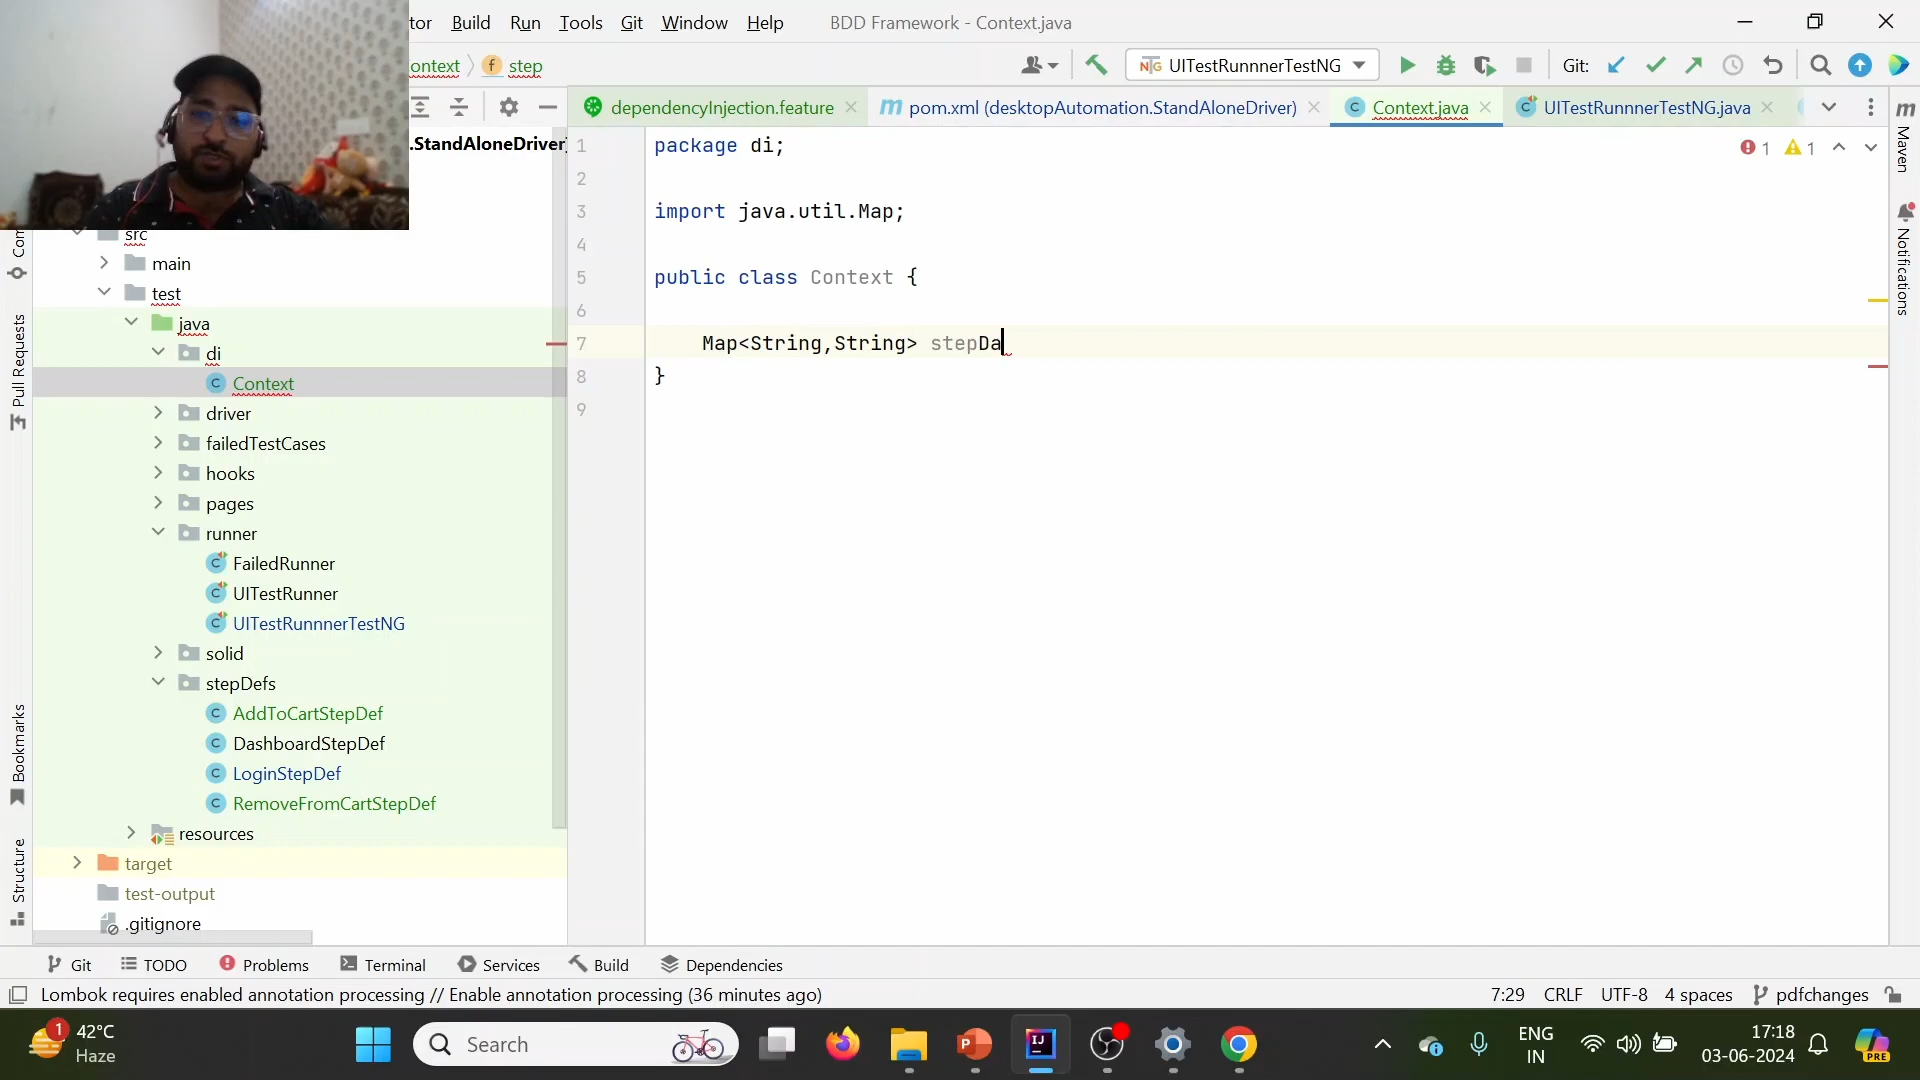 tor Build Run Tools Git Window Help BDD Framework - Context.java
ontext step UITestRunnnerTestNG Git:
dependencyInjection.feature pom.xml (desktopAutomation.StandAloneDriver) Context.java UITestRunnnerTestNG.java
.StandAloneDriver
src
main
test
java
di
Context
driver
failedTestCases
hooks
pages
runner
FailedRunner
UITestRunner
UITestRunnnerTestNG
solid
stepDefs
AddToCartStepDef
DashboardStepDef
LoginStepDef
RemoveFromCartStepDef
resources
target
test-output
.gitignore
1 package di;
2
3 import java.util.Map;
4
5 public class Context {
6
7 Map<String,String> stepDa
8 }
9
1 1
Com
Pull Requests
Bookmarks
Structure
Maven
Notifications
Git TODO Problems Terminal Services Build Dependencies
Lombok requires enabled annotation processing // Enable annotation processing (36 minutes ago) 7:29 CRLF UTF-8 4 spaces pdfchanges
1 42°C
Haze
Search
ENG
IN
17:18
03-06-2024
PRE